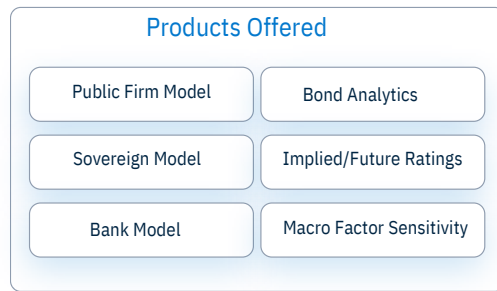 Products Offered
Public Firm Model
Bond Analytics
Sovereign Model
Implied/Future Ratings
Bank Model
Macro Factor Sensitivity